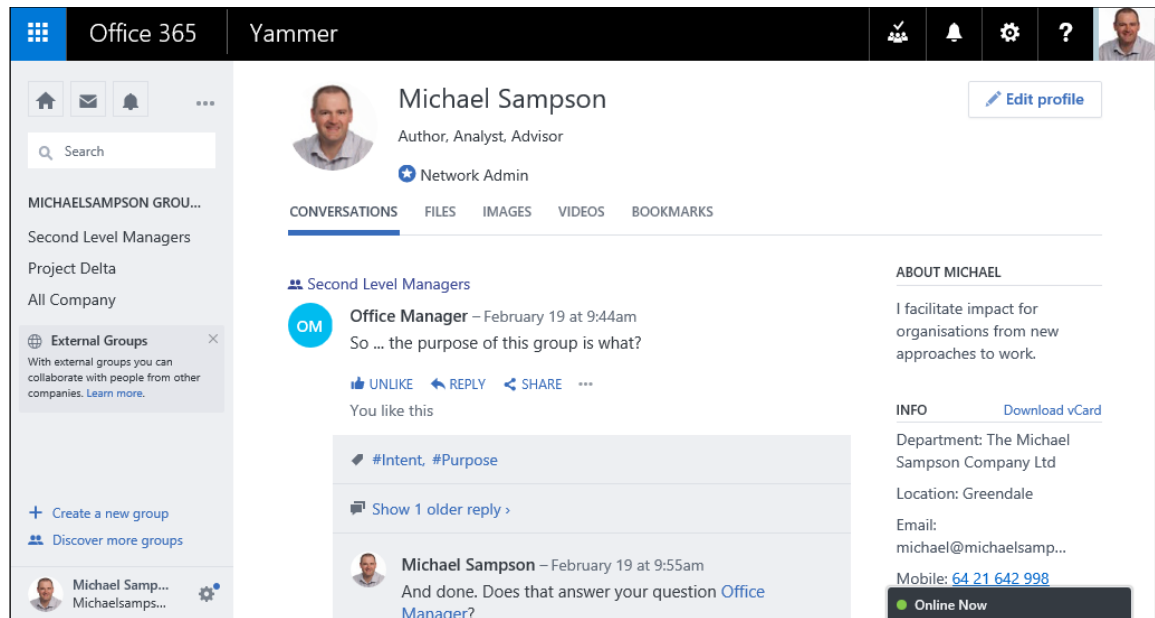 Office 365
Yammer
?
Search
MICHAELSAMPSON GROU...
Second Level Managers
Project Delta
All Company
External Groups
With external groups you can
collaborate with people from other
companies. Learn more.
+ Create a new group
Discover more groups
Michael Samp...
Michaelsamps...
Michael Sampson
Author, Analyst, Advisor
Network Admin
Edit profile
CONVERSATIONS FILES IMAGES VIDEOS BOOKMARKS
Second Level Managers
OM
Office Manager – February 19 at 9:44am
So ... the purpose of this group is what?
UNLIKE REPLY SHARE ...
You like this
#Intent, #Purpose
Show 1 older reply ›
Michael Sampson – February 19 at 9:55am
And done. Does that answer your question Office
Manager?
ABOUT MICHAEL
I facilitate impact for
organisations from new
approaches to work.
INFO Download vCard
Department: The Michael
Sampson Company Ltd
Location: Greendale
Email:
michael@michaelsamp...
Mobile: 64 21 642 998
Online Now